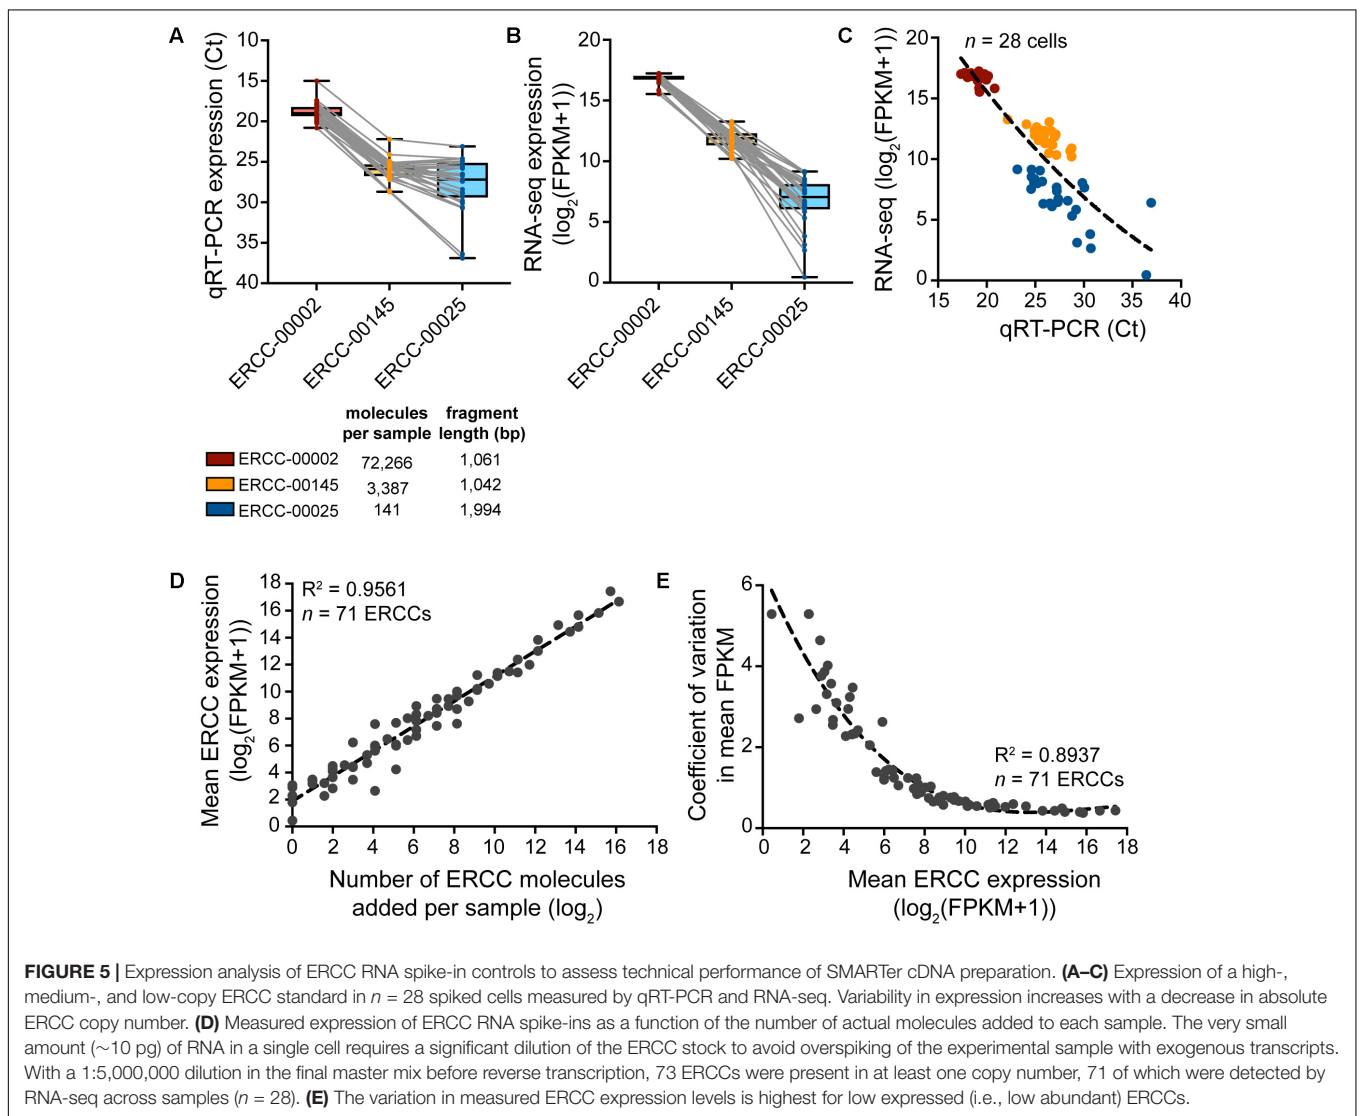 A
qRT-PCR expression (Ct)
10
15
20
25
30
35
40
ERCC-00002
ERCC-00145
ERCC-00025
B
RNA-seq expression
(log2(FPKM+1))
20
15
10
5
0
ERCC-00002
ERCC-00145
ERCC-00025
C
RNA-seq (log2(FPKM+1))
n = 28 cells
20
15
10
5
0
15 20 25 30 35 40
qRT-PCR (Ct)
molecules fragment
per sample length (bp)
ERCC-00002 72,266 1,061
ERCC-00145 3,387 1,042
ERCC-00025 141 1,994
D
Mean ERCC expression
(log2(FPKM+1))
R² = 0.9561
n = 71 ERCCs
18
16
14
12
10
8
6
4
2
0
0 2 4 6 8 10 12 14 16 18
Number of ERCC molecules
added per sample (log2)
E
Coefficient of variation
in mean FPKM
6
4
2
0
R² = 0.8937
n = 71 ERCCs
0 2 4 6 8 10 12 14 16 18
Mean ERCC expression
(log2(FPKM+1))
FIGURE 5 | Expression analysis of ERCC RNA spike-in controls to assess technical performance of SMARTer cDNA preparation. (A–C) Expression of a high-,
medium-, and low-copy ERCC standard in n = 28 spiked cells measured by qRT-PCR and RNA-seq. Variability in expression increases with a decrease in absolute
ERCC copy number. (D) Measured expression of ERCC RNA spike-ins as a function of the number of actual molecules added to each sample. The very small
amount (∼10 pg) of RNA in a single cell requires a significant dilution of the ERCC stock to avoid overspiking of the experimental sample with exogenous transcripts.
With a 1:5,000,000 dilution in the final master mix before reverse transcription, 73 ERCCs were present in at least one copy number, 71 of which were detected by
RNA-seq across samples (n = 28). (E) The variation in measured ERCC expression levels is highest for low expressed (i.e., low abundant) ERCCs.